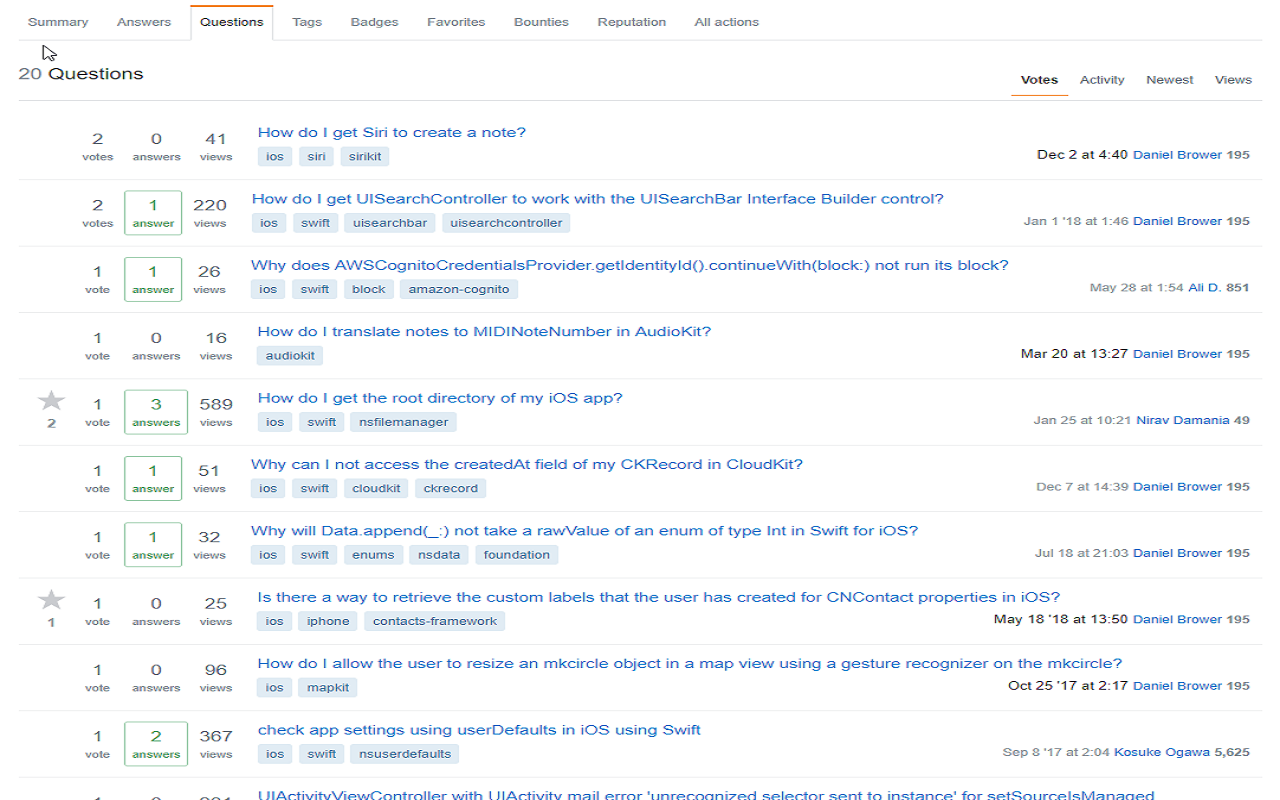 Summary Answers Questions Tags Badges Favorites Bounties Reputation All actions
20 Questions
Votes Activity Newest Views
2 votes 0 answers 41 views
How do I get Siri to create a note?
ios siri sirikit
Dec 2 at 4:40 Daniel Brower 195
2 votes 1 answer 220 views
How do I get UISearchController to work with the UISearchBar Interface Builder control?
ios swift uisearchbar uisearchcontroller
Jan 1 '18 at 1:46 Daniel Brower 195
1 vote 1 answer 26 views
Why does AWSCognitoCredentialsProvider.getIdentityId().continueWith(block:) not run its block?
ios swift block amazon-cognito
May 28 at 1:54 Ali D. 851
1 vote 0 answers 16 views
How do I translate notes to MIDINoteNumber in AudioKit?
audiokit
Mar 20 at 13:27 Daniel Brower 195
2
1 vote 3 answers 589 views
How do I get the root directory of my iOS app?
ios swift nsfilemanager
Jan 25 at 10:21 Nirav Damania 49
1 vote 1 answer 51 views
Why can I not access the createdAt field of my CKRecord in CloudKit?
ios swift cloudkit ckrecord
Dec 7 at 14:39 Daniel Brower 195
1 vote 1 answer 32 views
Why will Data.append(_:) not take a rawValue of an enum of type Int in Swift for iOS?
ios swift enums nsdata foundation
Jul 18 at 21:03 Daniel Brower 195
1
1 vote 0 answers 25 views
Is there a way to retrieve the custom labels that the user has created for CNContact properties in iOS?
ios iphone contacts-framework
May 18 '18 at 13:50 Daniel Brower 195
1 vote 0 answers 96 views
How do I allow the user to resize an mkcircle object in a map view using a gesture recognizer on the mkcircle?
ios mapkit
Oct 25 '17 at 2:17 Daniel Brower 195
1 vote 2 answers 367 views
check app settings using userDefaults in iOS using Swift
ios swift nsuserdefaults
Sep 8 '17 at 2:04 Kosuke Ogawa 5,625
UIActivityViewController with UIActivity mail error 'unrecognized selector sent to instance' for setSourceIsManaged